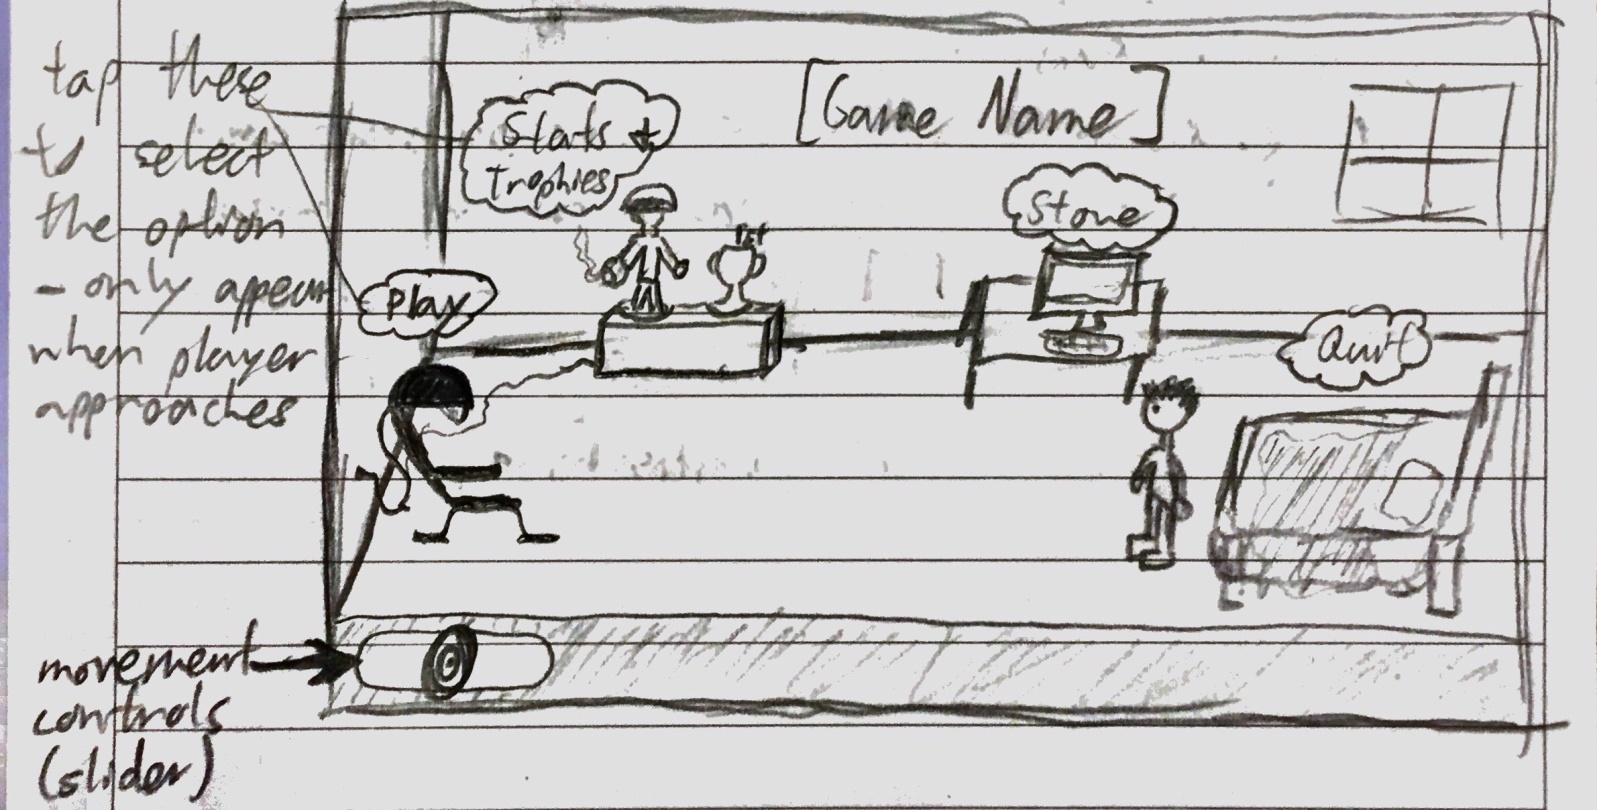 tap these
to select
the option
- only appear
when player
approaches
[Game Name]
Stats +
Trophies
Store
Play
Quit
movement
controls
(slider)